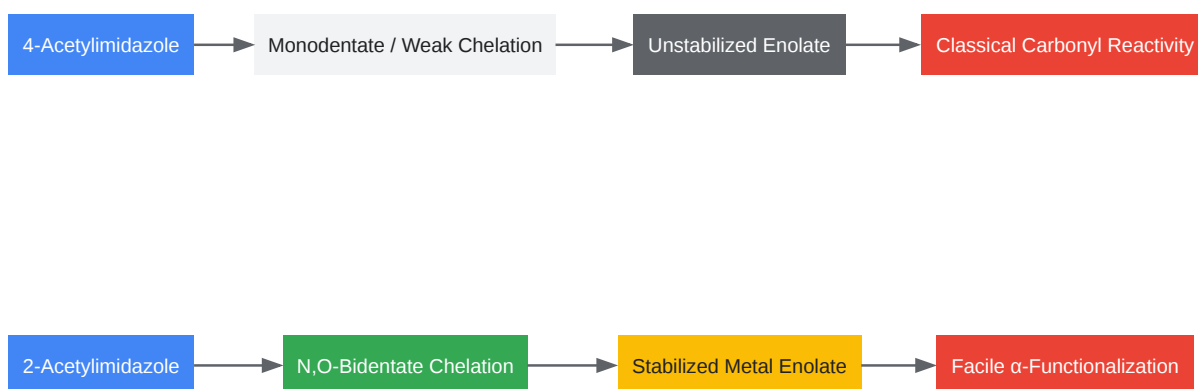 4-Acetylimidazole
Monodentate / Weak Chelation
Unstabilized Enolate
Classical Carbonyl Reactivity
2-Acetylimidazole
N,O-Bidentate Chelation
Stabilized Metal Enolate
Facile α-Functionalization